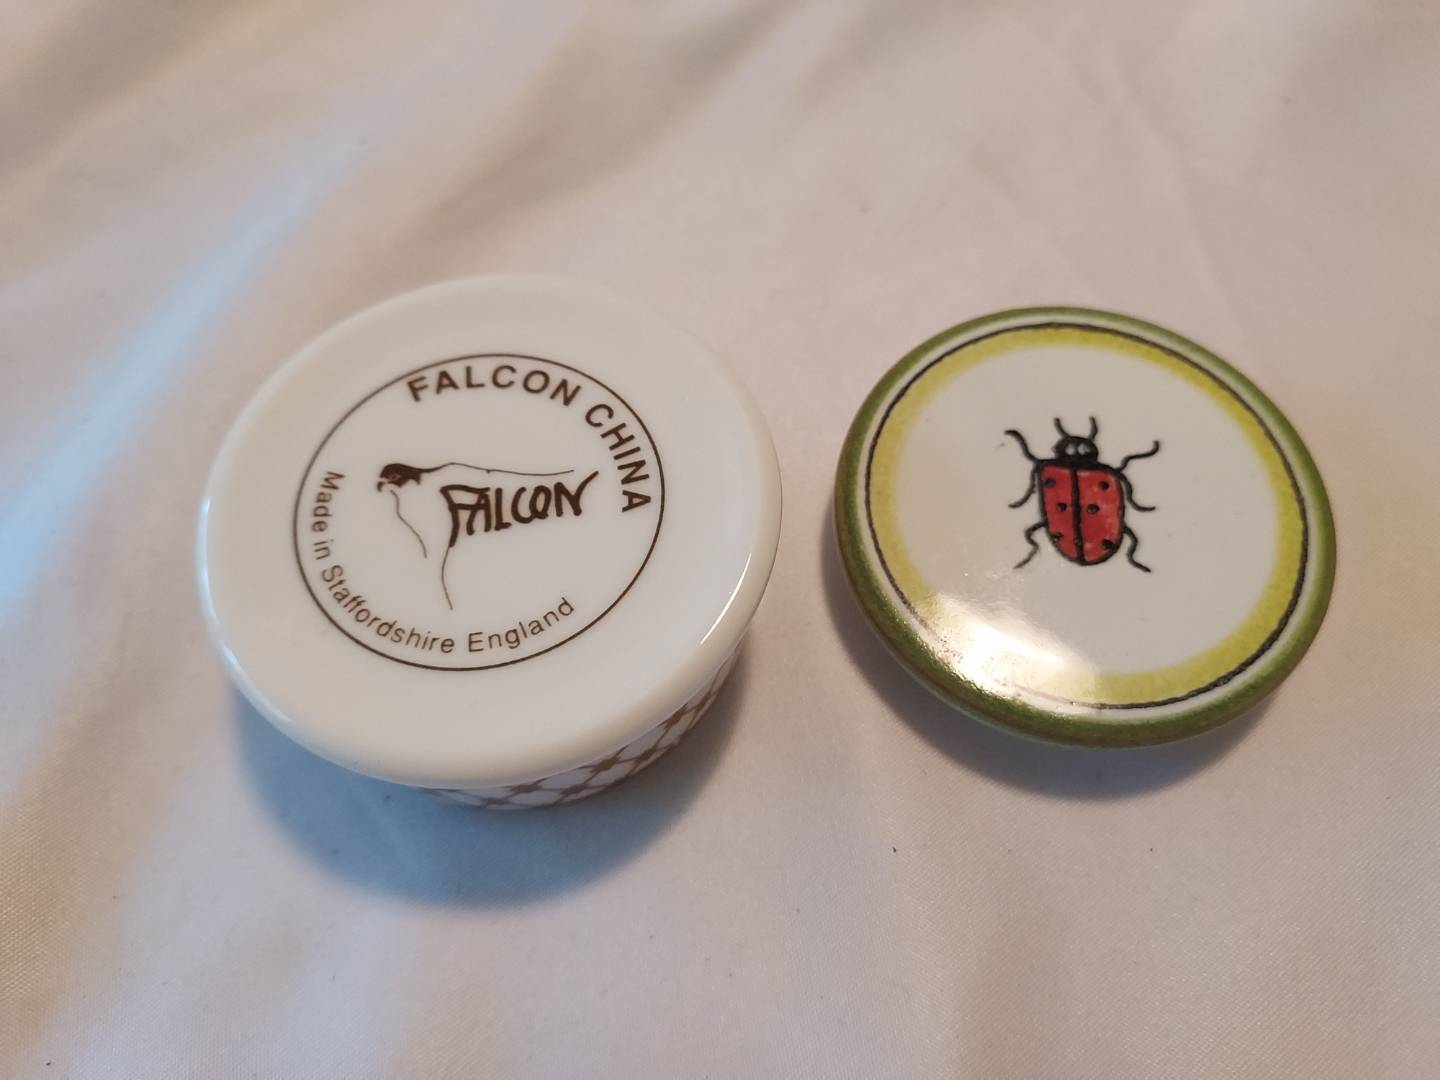 FALCON CHINA
FALCON
Made in Staffordshire England